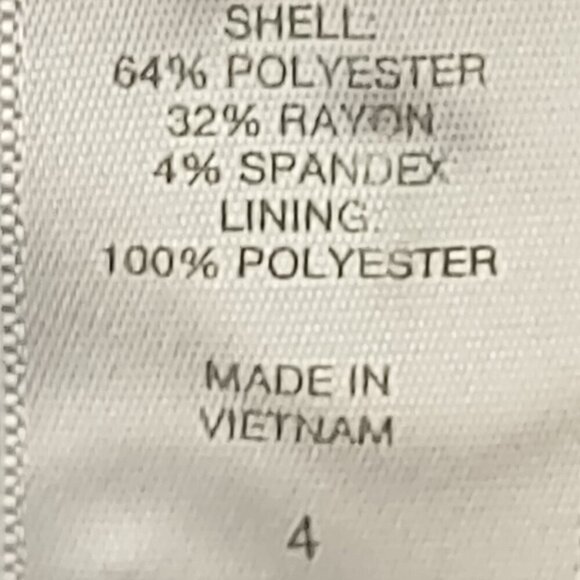 SHELL:
64% POLYESTER
32% RAYON
4% SPANDEX
LINING:
100% POLYESTER
MADE IN
VIETNAM
4